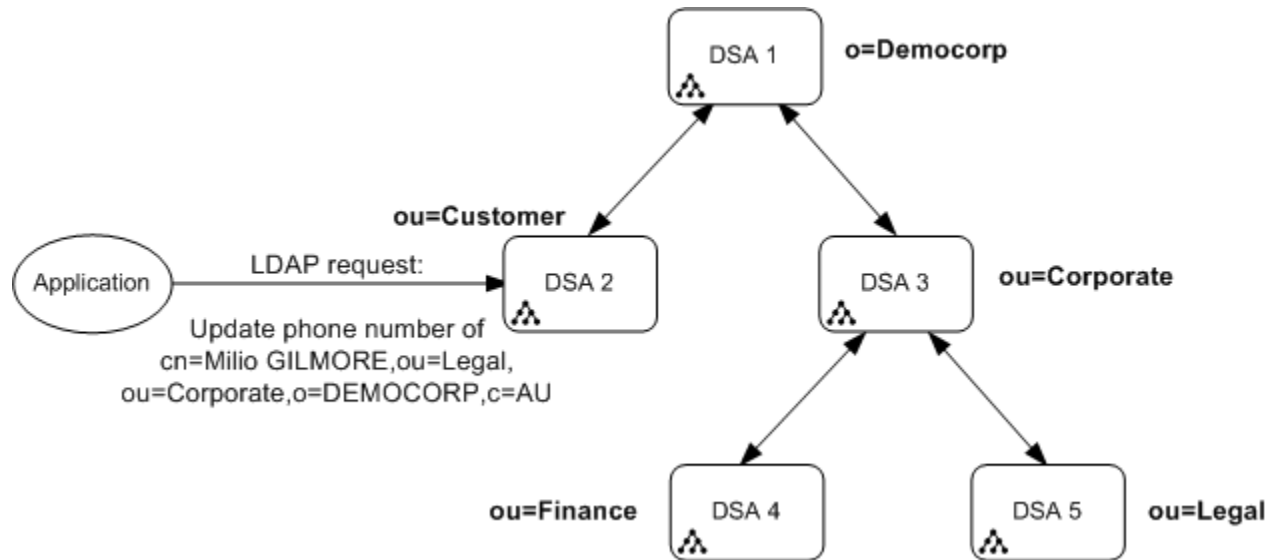 DSA 1
o=Democorp
ou=Customer
Application
LDAP request:
DSA 2
DSA 3
ou=Corporate
Update phone number of
cn=Milio GILMORE,ou=Legal,
ou=Corporate,o=DEMOCORP,c=AU
ou=Finance
DSA 4
DSA 5
ou=Legal